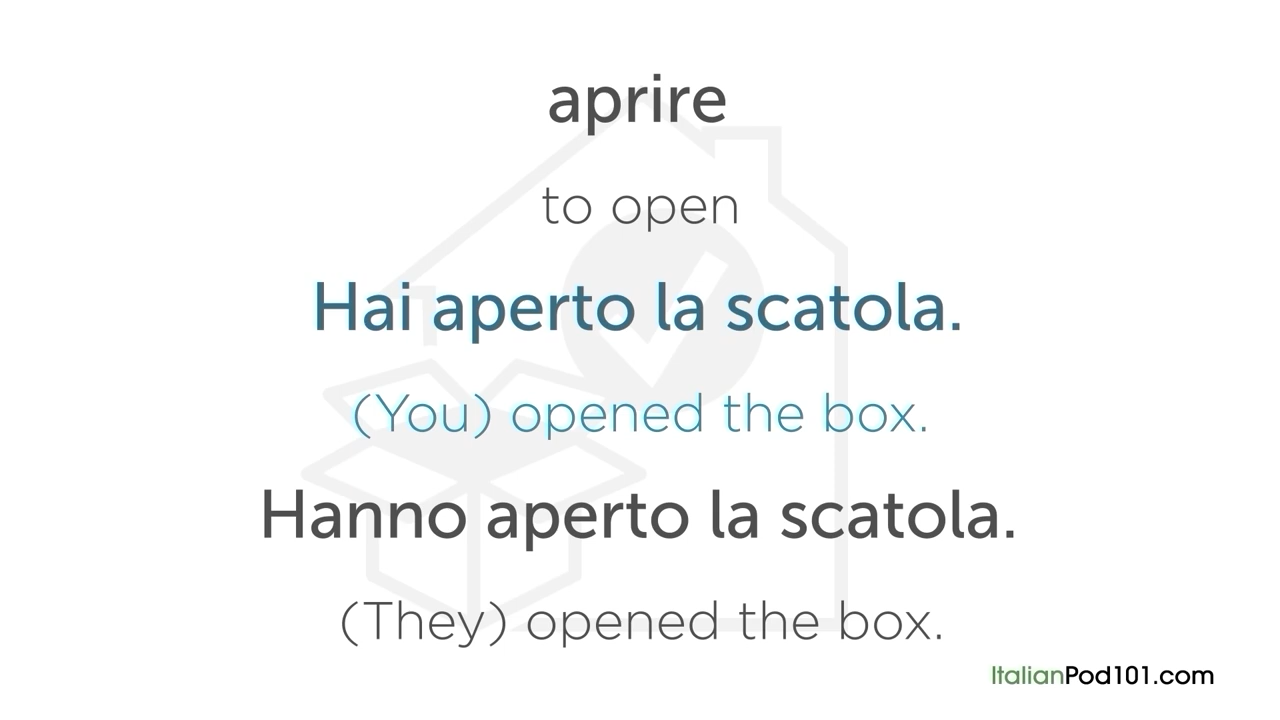 aprire
to open
Hai aperto la scatola.
(You) opened the box.
Hanno aperto la scatola.
(They) opened the box.
ItalianPod101.com